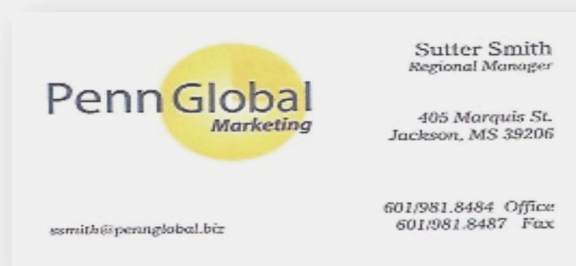 Penn Global
Marketing
Sutter Smith
Regional Manager
405 Marquis St.
Jackson, MS 39206
601/981.8484 Office
601/981.8487 Fax
ssmith@pennglobal.biz